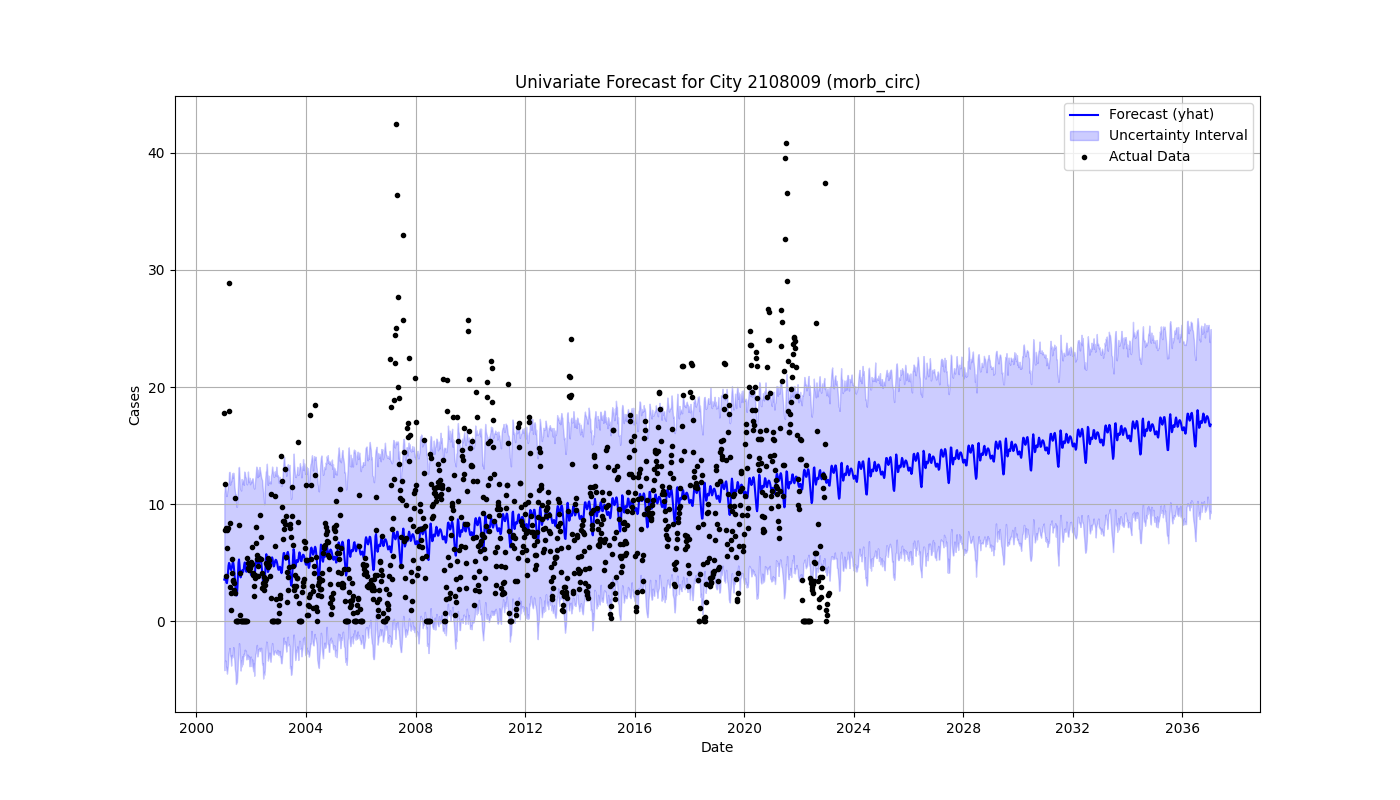 Univariate Forecast for City 2108009 (morb_circ)
Forecast (yhat)
Uncertainty Interval
Actual Data
Cases
40
30
20
10
0
2000 2004 2008 2012 2016 2020 2024 2028 2032 2036
Date